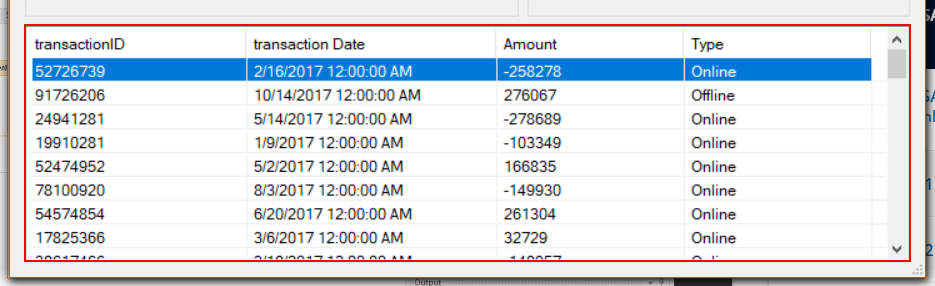 transactionID transaction Date Amount Type
52726739 2/16/2017 12:00:00 AM -258278 Online
91726206 10/14/2017 12:00:00 AM 276067 Offline
24941281 5/14/2017 12:00:00 AM -278689 Online
19910281 1/9/2017 12:00:00 AM -103349 Online
52474952 5/2/2017 12:00:00 AM 166835 Online
78100920 8/3/2017 12:00:00 AM -149930 Online
54574854 6/20/2017 12:00:00 AM 261304 Online
17825366 3/6/2017 12:00:00 AM 32729 Online
Output